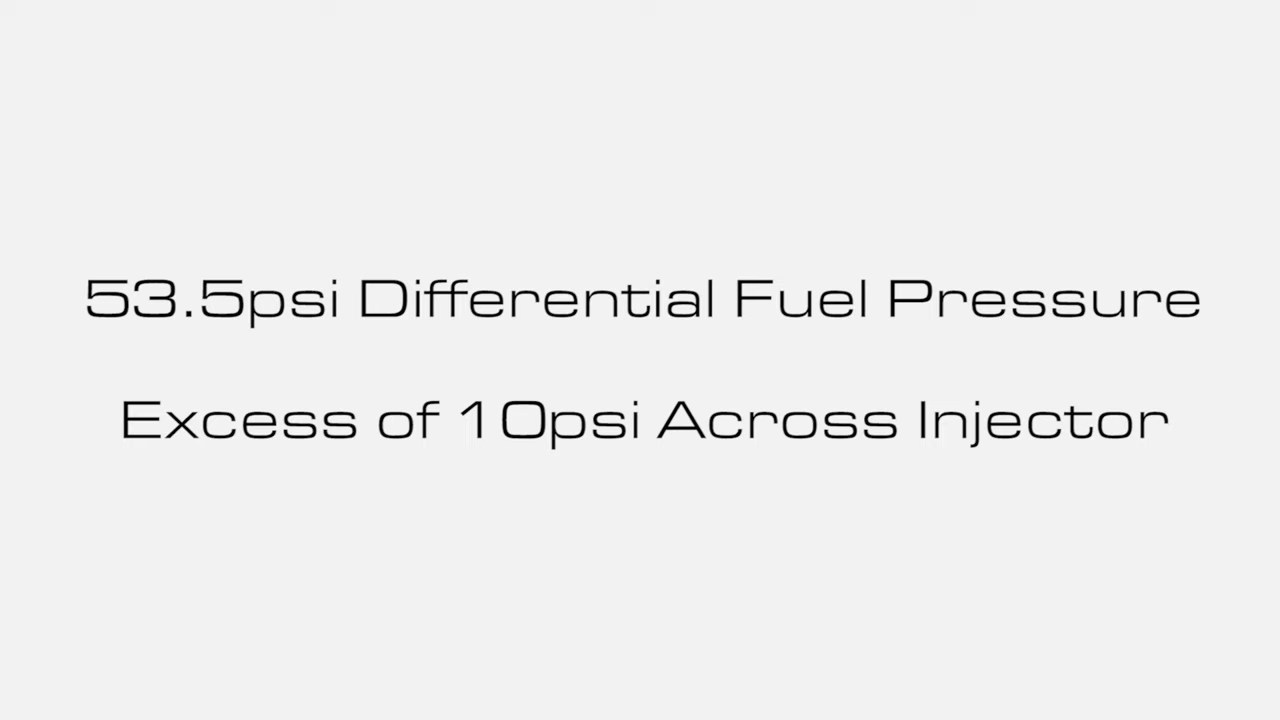 53.5psi Differential Fuel Pressure
Excess of 10psi Across Injector